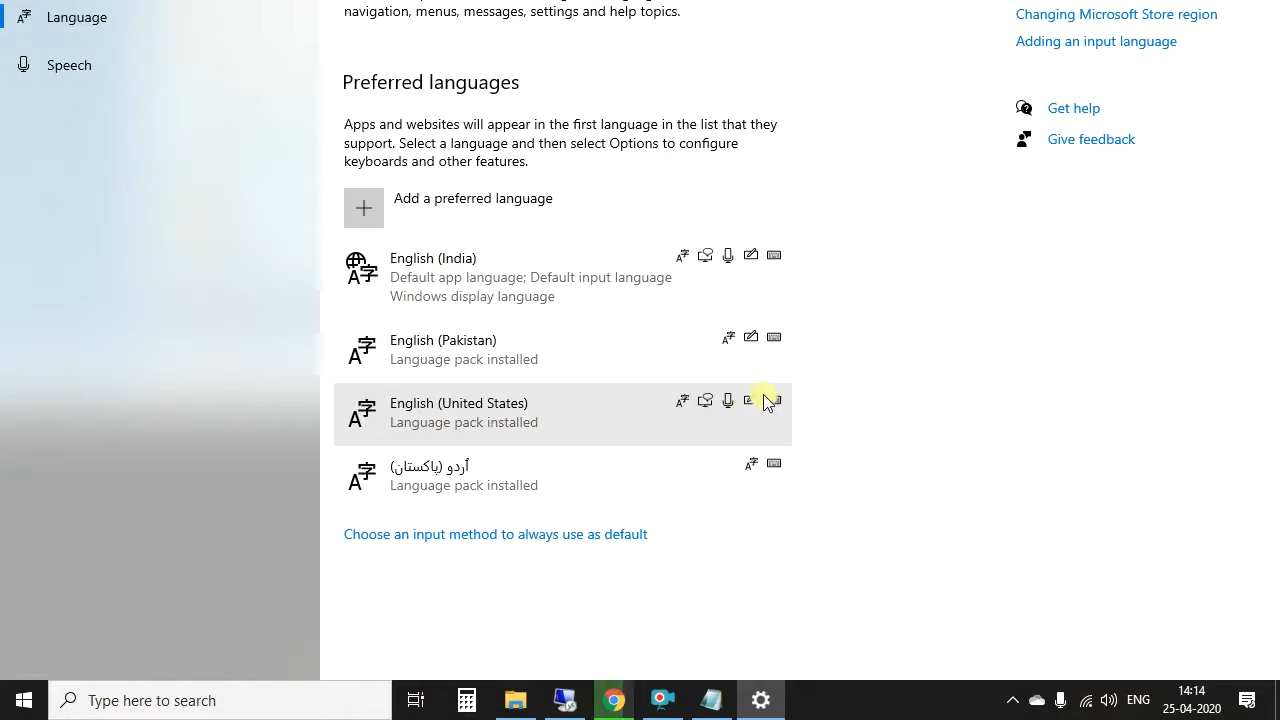 Language
Speech
navigation, menus, messages, settings and help topics.
Preferred languages
Apps and websites will appear in the first language in the list that they
support. Select a language and then select Options to configure
keyboards and other features.
Add a preferred language
English (India)
Default app language; Default input language
Windows display language
English (Pakistan)
Language pack installed
English (United States)
Language pack installed
اُردو (پاکستان)
Language pack installed
Choose an input method to always use as default
Changing Microsoft Store region
Adding an input language
Get help
Give feedback
Type here to search
ENG
14:14
25-04-2020